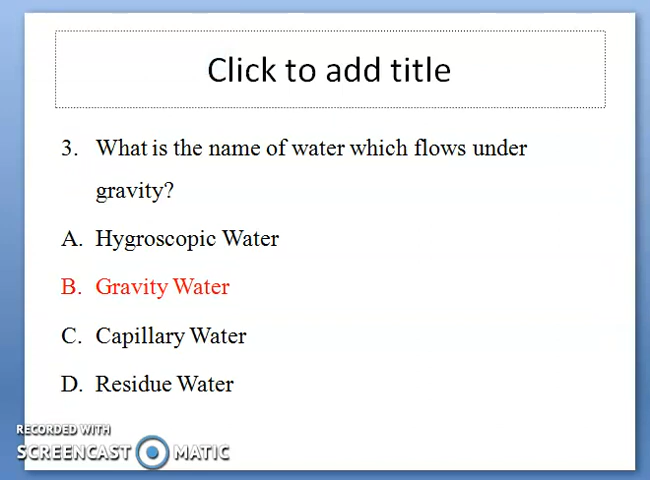 Click to add title
3. What is the name of water which flows under
gravity?
A. Hygroscopic Water
B. Gravity Water
C. Capillary Water
D. Residue Water
RECORDED WITH
SCREENCAST MATIC